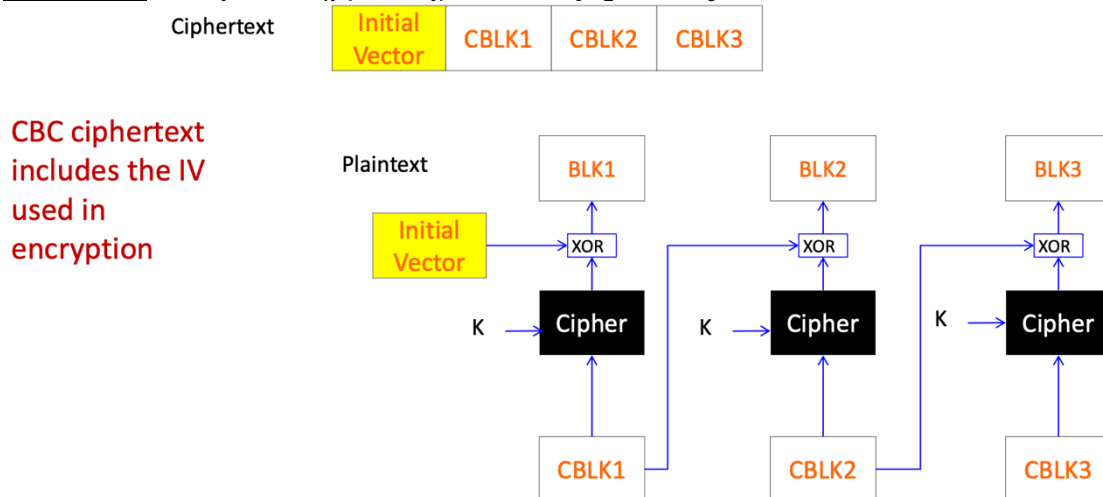 Ciphertext
Initial
Vector
CBLK1
CBLK2
CBLK3
CBC ciphertext
includes the IV
used in
encryption
Plaintext
BLK1
BLK2
BLK3
Initial
Vector
XOR
XOR
XOR
K
Cipher
K
Cipher
K
Cipher
CBLK1
CBLK2
CBLK3